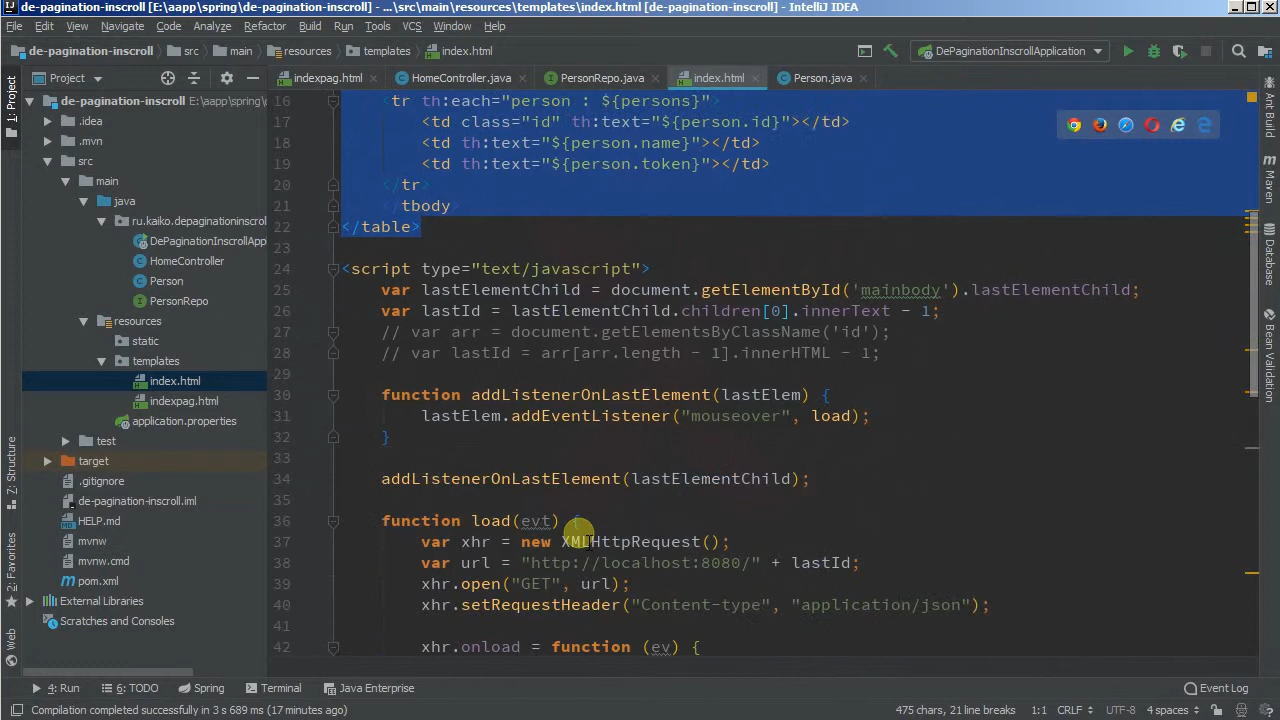 de-pagination-inscroll [E:\aapp\spring\de-pagination-inscroll] - ...\src\main\resources\templates\index.html [de-pagination-inscroll] - IntelliJ IDEA
File Edit View Navigate Code Analyze Refactor Build Run Tools VCS Window Help
de-pagination-inscroll src main resources templates index.html DePaginationInscrollApplication
Project indexpag.html HomeController.java PersonRepo.java index.html Person.java
1: Project
7: Structure
2: Favorites
Web
de-pagination-inscroll E:\aapp\spring\d
.idea
.mvn
src
main
java
ru.kaiko.depaginationinscrol
DePaginationInscrollApp
HomeController
Person
PersonRepo
resources
static
templates
index.html
indexpag.html
application.properties
test
target
.gitignore
de-pagination-inscroll.iml
HELP.md
mvnw
mvnw.cmd
pom.xml
External Libraries
Scratches and Consoles
16 <tr th:each="person : ${persons}">
17 <td class="id" th:text="${person.id}"></td>
18 <td th:text="${person.name}"></td>
19 <td th:text="${person.token}"></td>
20 </tr>
21 </tbody>
22 </table>
23
24 <script type="text/javascript">
25 var lastElementChild = document.getElementById('mainbody').lastElementChild;
26 var lastId = lastElementChild.children[0].innerText - 1;
27 // var arr = document.getElementsByClassName('id');
28 // var lastId = arr[arr.length - 1].innerHTML - 1;
29
30 function addListenerOnLastElement(lastElem) {
31 lastElem.addEventListener("mouseover", load);
32 }
33
34 addListenerOnLastElement(lastElementChild);
35
36 function load(evt) {
37 var xhr = new XMLHttpRequest();
38 var url = "http://localhost:8080/" + lastId;
39 xhr.open("GET", url);
40 xhr.setRequestHeader("Content-type", "application/json");
41
42 xhr.onload = function (ev) {
Ant Build
Maven
Database
Bean Validation
4: Run 6: TODO Spring Terminal Java Enterprise Event Log
Compilation completed successfully in 3 s 689 ms (17 minutes ago) 475 chars, 21 line breaks 1:1 CRLF UTF-8 4 spaces